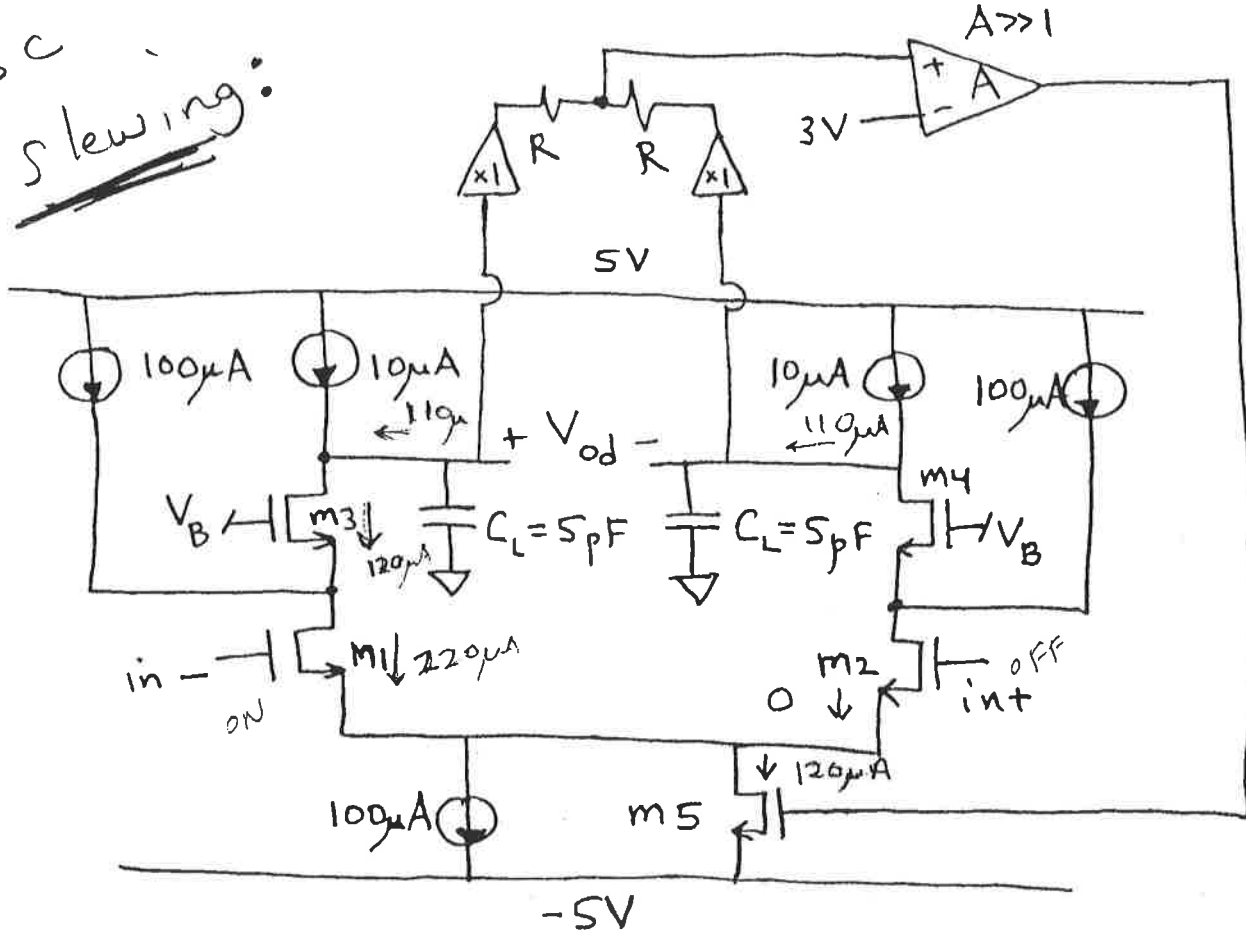 c
slewing:
A>>1
+
A
-
3V
R
R
x1
x1
5V
100μA
10μA
10μA
100μA
110μ
110μA
+ Vod -
VB
m3
120μA
CL=5pF
CL=5pF
m4
VB
in -
m1
220μA
ON
m2
OFF
0
in+
120μA
100μA
m5
-5V